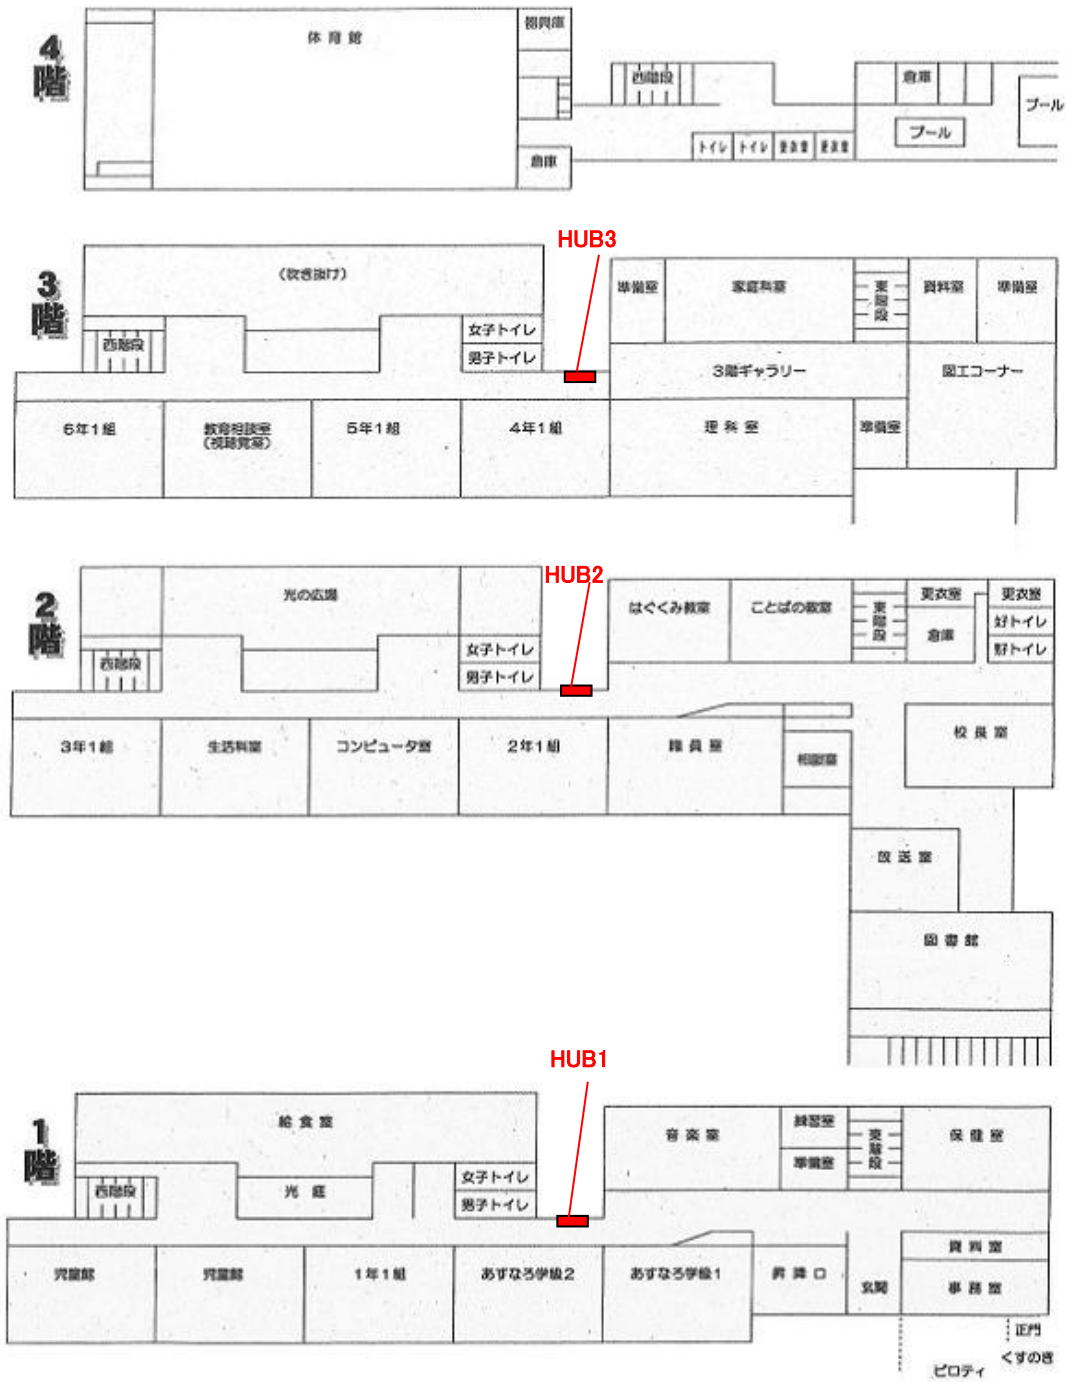 4階
体育館
器具庫
西階段
倉庫
プール
プール
トイレ
トイレ
更衣室
更衣室
倉庫
HUB3
3階
(吹き抜け)
準備室
家庭科室
東階段
資料室
準備室
女子トイレ
西階段
男子トイレ
3階ギャラリー
図工コーナー
6年1組
教育相談室
(視聴覚室)
5年1組
4年1組
理科室
準備室
HUB2
2階
光の広場
はぐくみ教室
ことばの教室
東階段
更衣室
倉庫
更衣室
好トイレ
野トイレ
女子トイレ
西階段
男子トイレ
3年1組
生活科室
コンピュータ室
2年1組
職員室
相談室
校長室
放送室
図書館
HUB1
1階
給食室
音楽室
練習室
準備室
東階段
保健室
女子トイレ
西階段
光庭
男子トイレ
児童館
児童館
1年1組
あすなろ学級2
あすなろ学級1
昇降口
玄関
資料室
事務室
正門
くすのき
ピロティ